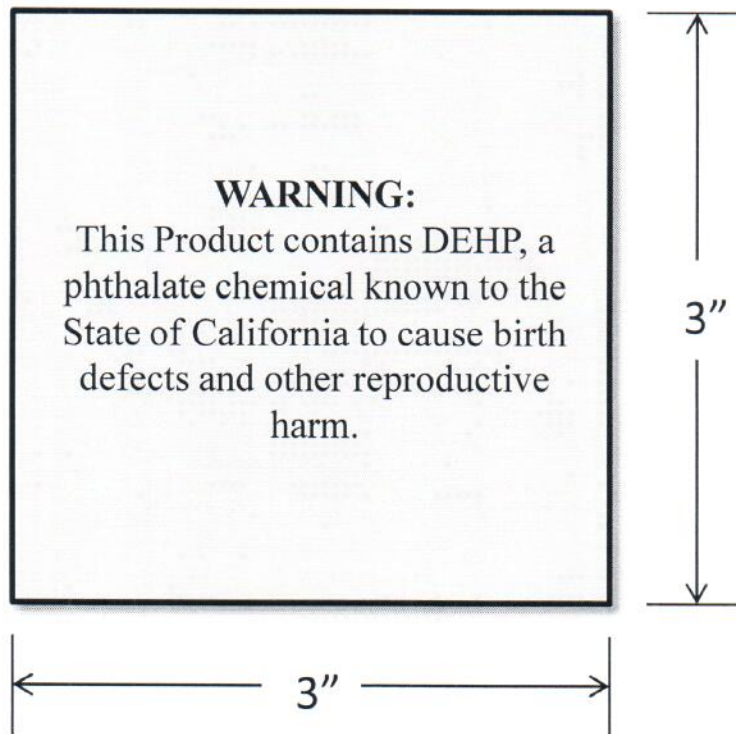 WARNING:
This Product contains DEHP, a
phthalate chemical known to the
State of California to cause birth
defects and other reproductive
harm.
3”
3”